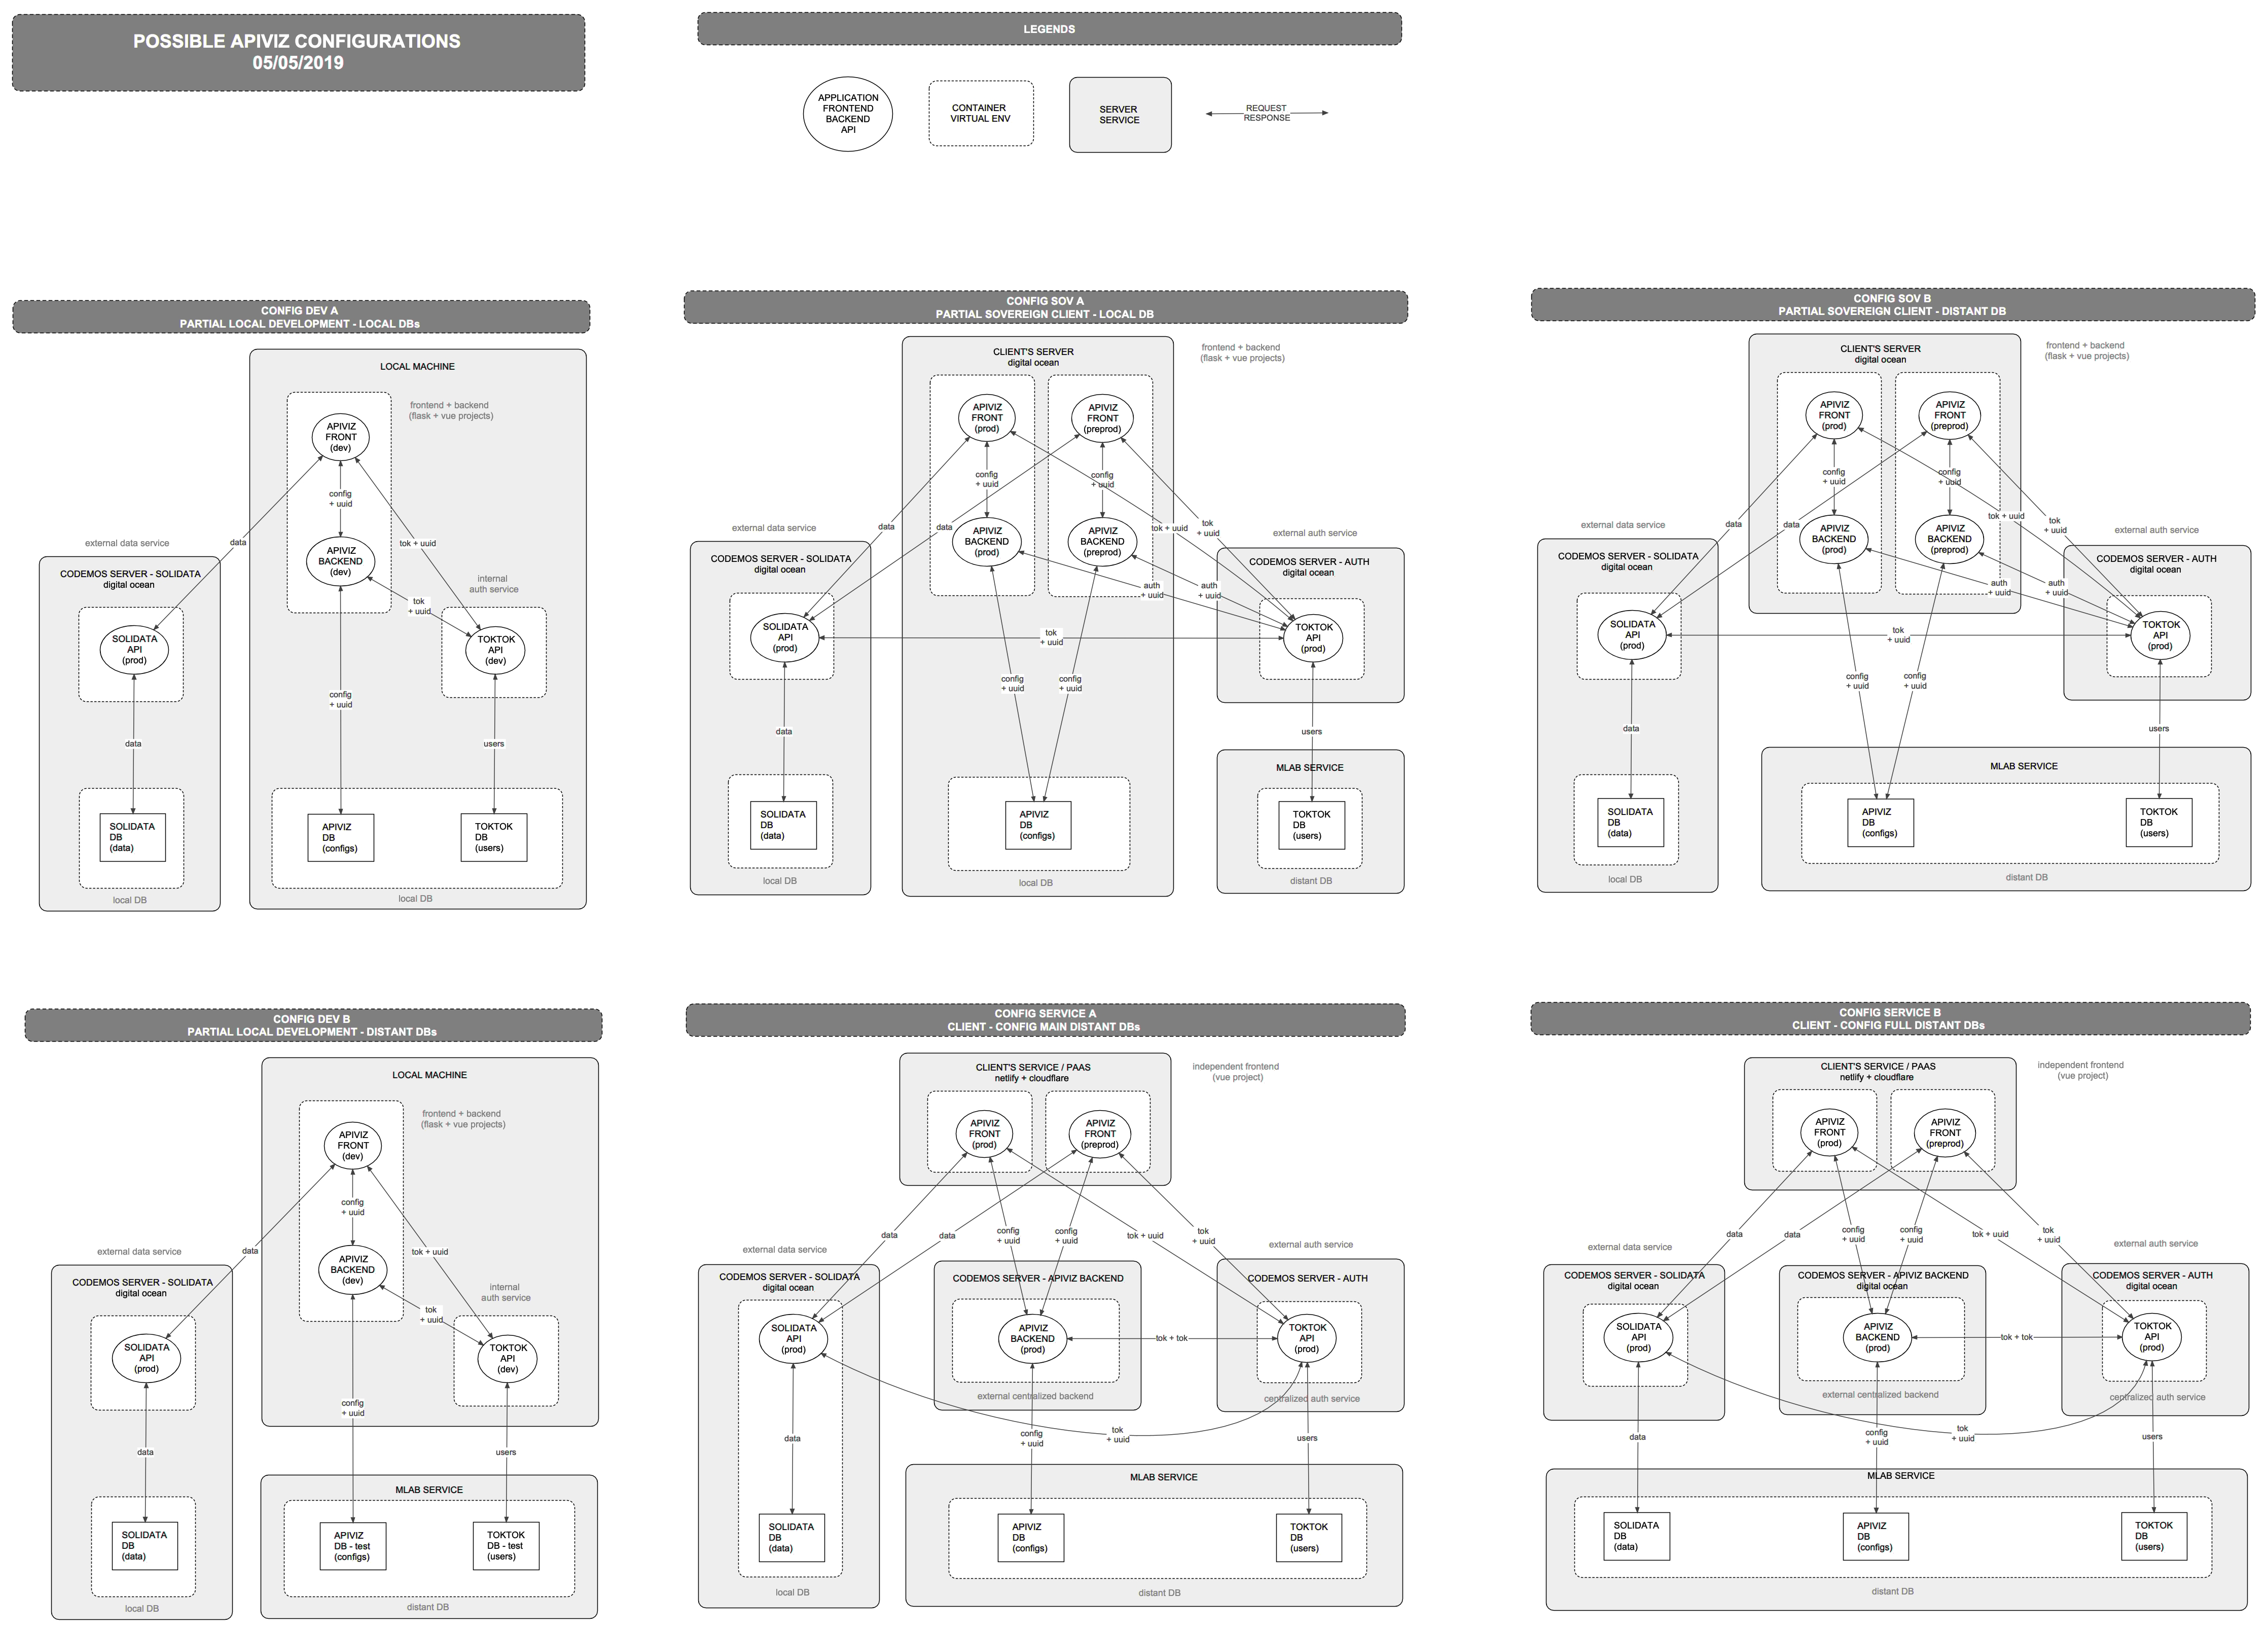 POSSIBLE APIVIZ CONFIGURATIONS
05/05/2019
LEGENDS
APPLICATION
FRONTEND
BACKEND
API
CONTAINER
VIRTUAL ENV
SERVER
SERVICE
REQUEST
RESPONSE
CONFIG DEV A
PARTIAL LOCAL DEVELOPMENT - LOCAL DBs
LOCAL MACHINE
frontend + backend
(flask + vue projects)
APIVIZ
FRONT
(dev)
config
+ uuid
data
tok + uuid
external data service
APIVIZ
BACKEND
(dev)
CODEMOS SERVER - SOLIDATA
digital ocean
internal
auth service
tok
+ uuid
SOLIDATA
API
(prod)
TOKTOK
API
(dev)
config
+ uuid
data
users
SOLIDATA
DB
(data)
APIVIZ
DB
(configs)
TOKTOK
DB
(users)
local DB
local DB
CONFIG SOV A
PARTIAL SOVEREIGN CLIENT - LOCAL DB
CLIENT'S SERVER
digital ocean
frontend + backend
(flask + vue projects)
APIVIZ
FRONT
(prod)
APIVIZ
FRONT
(preprod)
config
+ uuid
config
+ uuid
external data service
data
data
tok + uuid
tok
+ uuid
external auth service
APIVIZ
BACKEND
(prod)
APIVIZ
BACKEND
(preprod)
CODEMOS SERVER - SOLIDATA
digital ocean
CODEMOS SERVER - AUTH
digital ocean
auth
+ uuid
auth
+ uuid
SOLIDATA
API
(prod)
tok
+ uuid
TOKTOK
API
(prod)
config
+ uuid
config
+ uuid
data
users
MLAB SERVICE
SOLIDATA
DB
(data)
APIVIZ
DB
(configs)
TOKTOK
DB
(users)
local DB
local DB
distant DB
CONFIG SOV B
PARTIAL SOVEREIGN CLIENT - DISTANT DB
CLIENT'S SERVER
digital ocean
frontend + backend
(flask + vue projects)
APIVIZ
FRONT
(prod)
APIVIZ
FRONT
(preprod)
config
+ uuid
config
+ uuid
external data service
data
data
tok + uuid
tok
+ uuid
external auth service
APIVIZ
BACKEND
(prod)
APIVIZ
BACKEND
(preprod)
CODEMOS SERVER - SOLIDATA
digital ocean
CODEMOS SERVER - AUTH
digital ocean
auth
+ uuid
auth
+ uuid
SOLIDATA
API
(prod)
tok
+ uuid
TOKTOK
API
(prod)
config
+ uuid
config
+ uuid
data
users
MLAB SERVICE
SOLIDATA
DB
(data)
APIVIZ
DB
(configs)
TOKTOK
DB
(users)
local DB
distant DB
CONFIG DEV B
PARTIAL LOCAL DEVELOPMENT - DISTANT DBs
LOCAL MACHINE
frontend + backend
(flask + vue projects)
APIVIZ
FRONT
(dev)
config
+ uuid
data
tok + uuid
external data service
APIVIZ
BACKEND
(dev)
CODEMOS SERVER - SOLIDATA
digital ocean
internal
auth service
tok
+ uuid
SOLIDATA
API
(prod)
TOKTOK
API
(dev)
config
+ uuid
data
users
MLAB SERVICE
SOLIDATA
DB
(data)
APIVIZ
DB - test
(configs)
TOKTOK
DB - test
(users)
local DB
distant DB
CONFIG SERVICE A
CLIENT - CONFIG MAIN DISTANT DBs
CLIENT'S SERVICE / PAAS
netlify + cloudflare
independent frontend
(vue project)
APIVIZ
FRONT
(prod)
APIVIZ
FRONT
(preprod)
data
data
config
+ uuid
config
+ uuid
tok + uuid
tok
+ uuid
external data service
external auth service
CODEMOS SERVER - SOLIDATA
digital ocean
CODEMOS SERVER - APIVIZ BACKEND
digital ocean
CODEMOS SERVER - AUTH
digital ocean
SOLIDATA
API
(prod)
APIVIZ
BACKEND
(prod)
tok + tok
TOKTOK
API
(prod)
external centralized backend
centralized auth service
data
config
+ uuid
tok
+ uuid
users
MLAB SERVICE
SOLIDATA
DB
(data)
APIVIZ
DB
(configs)
TOKTOK
DB
(users)
local DB
distant DB
CONFIG SERVICE B
CLIENT - CONFIG FULL DISTANT DBs
CLIENT'S SERVICE / PAAS
netlify + cloudflare
independent frontend
(vue project)
APIVIZ
FRONT
(prod)
APIVIZ
FRONT
(preprod)
data
data
config
+ uuid
config
+ uuid
tok + uuid
tok
+ uuid
external data service
external auth service
CODEMOS SERVER - SOLIDATA
digital ocean
CODEMOS SERVER - APIVIZ BACKEND
digital ocean
CODEMOS SERVER - AUTH
digital ocean
SOLIDATA
API
(prod)
APIVIZ
BACKEND
(prod)
tok + tok
TOKTOK
API
(prod)
external centralized backend
centralized auth service
data
config
+ uuid
tok
+ uuid
users
MLAB SERVICE
SOLIDATA
DB
(data)
APIVIZ
DB
(configs)
TOKTOK
DB
(users)
distant DB